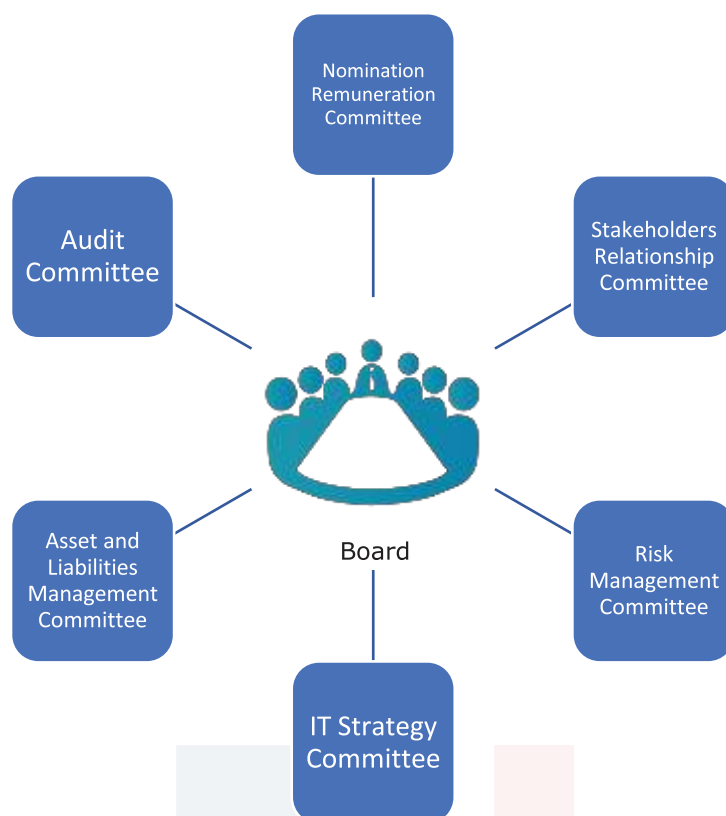 Nomination
Remuneration
Committee
Audit
Committee
Stakeholders
Relationship
Committee
Board
Asset and
Liabilities
Management
Committee
Risk
Management
Committee
IT Strategy
Committee